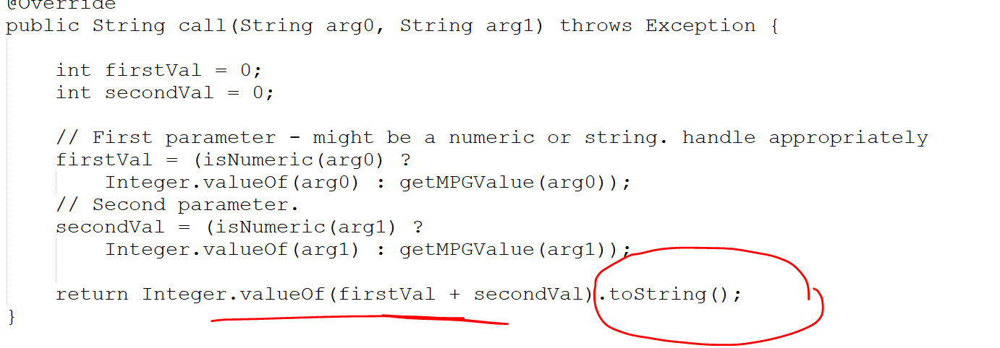 @Override
public String call(String arg0, String arg1) throws Exception {
int firstVal = 0;
int secondVal = 0;
// First parameter - might be a numeric or string. handle appropriately
firstVal = (isNumeric(arg0) ?
Integer.valueOf(arg0) : getMPGValue(arg0));
// Second parameter.
secondVal = (isNumeric(arg1) ?
Integer.valueOf(arg1) : getMPGValue(arg1));
return Integer.valueOf(firstVal + secondVal).toString();
}